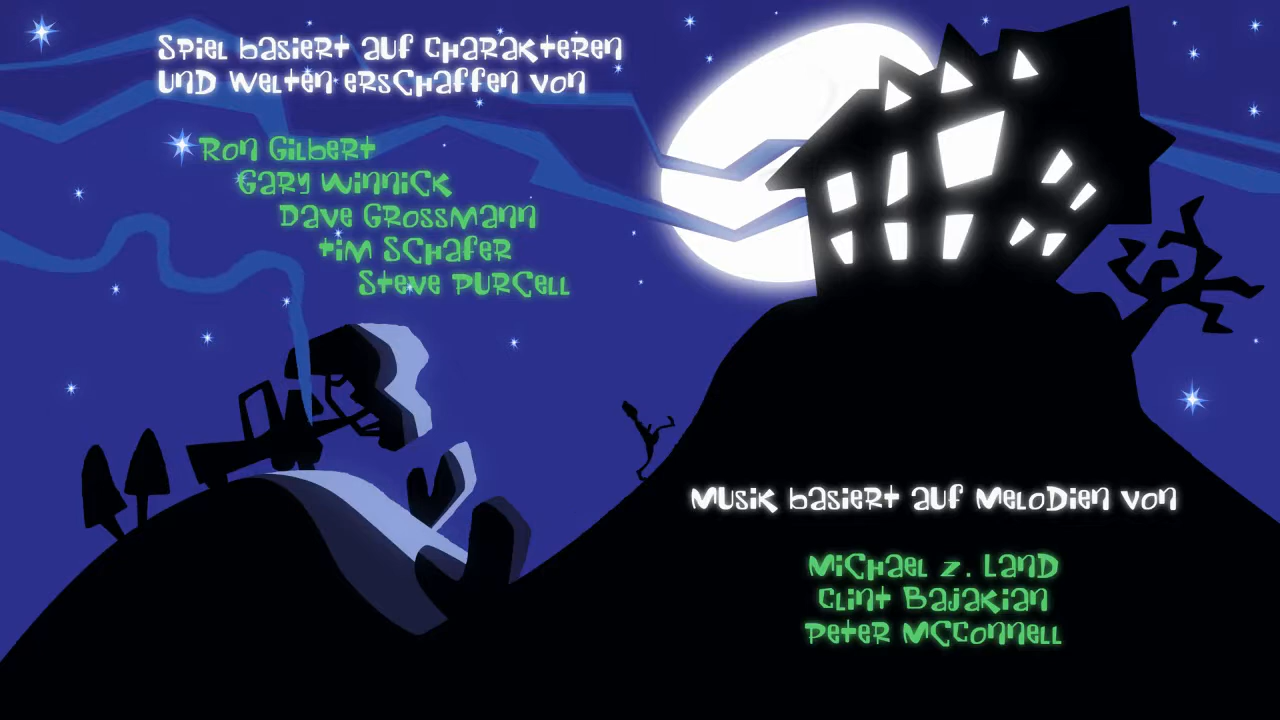 Spiel basiert auf Charakteren
und Welten erschaffen von
Ron Gilbert
Gary Winnick
Dave Grossmann
Tim Schafer
Steve Purcell
Musik basiert auf Melodien von
Michael Z. Land
Clint Bajakian
Peter McConnell